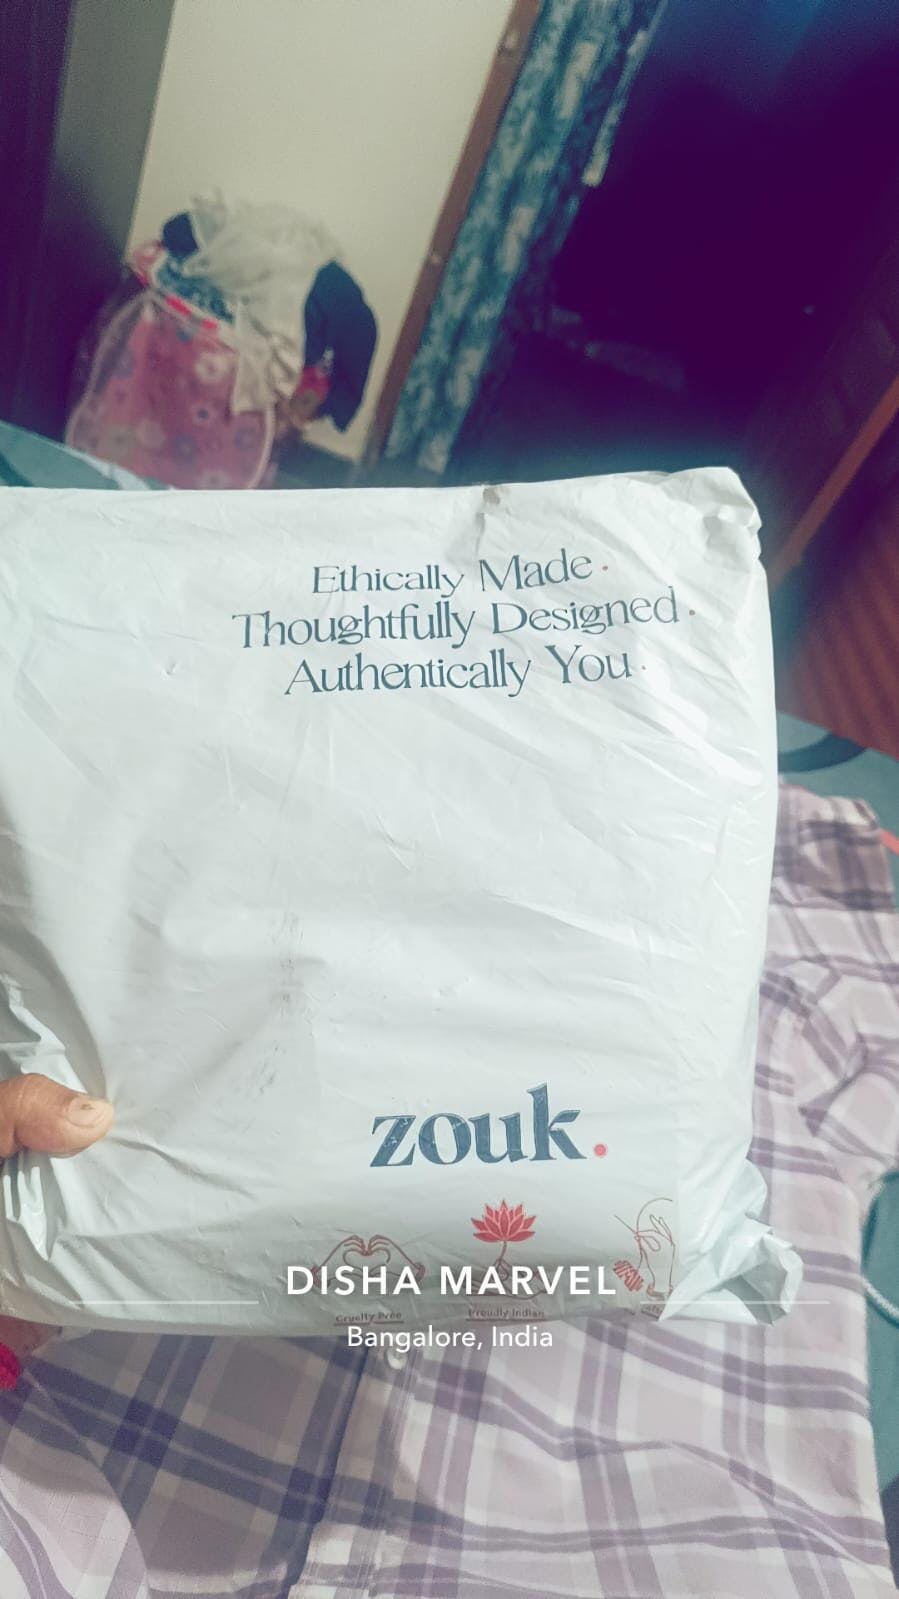 Ethically Made.
Thoughtfully Designed.
Authentically You.
zouk.
DISHA MARVEL
Cruelty Free
Proudly Indian
Bangalore, India